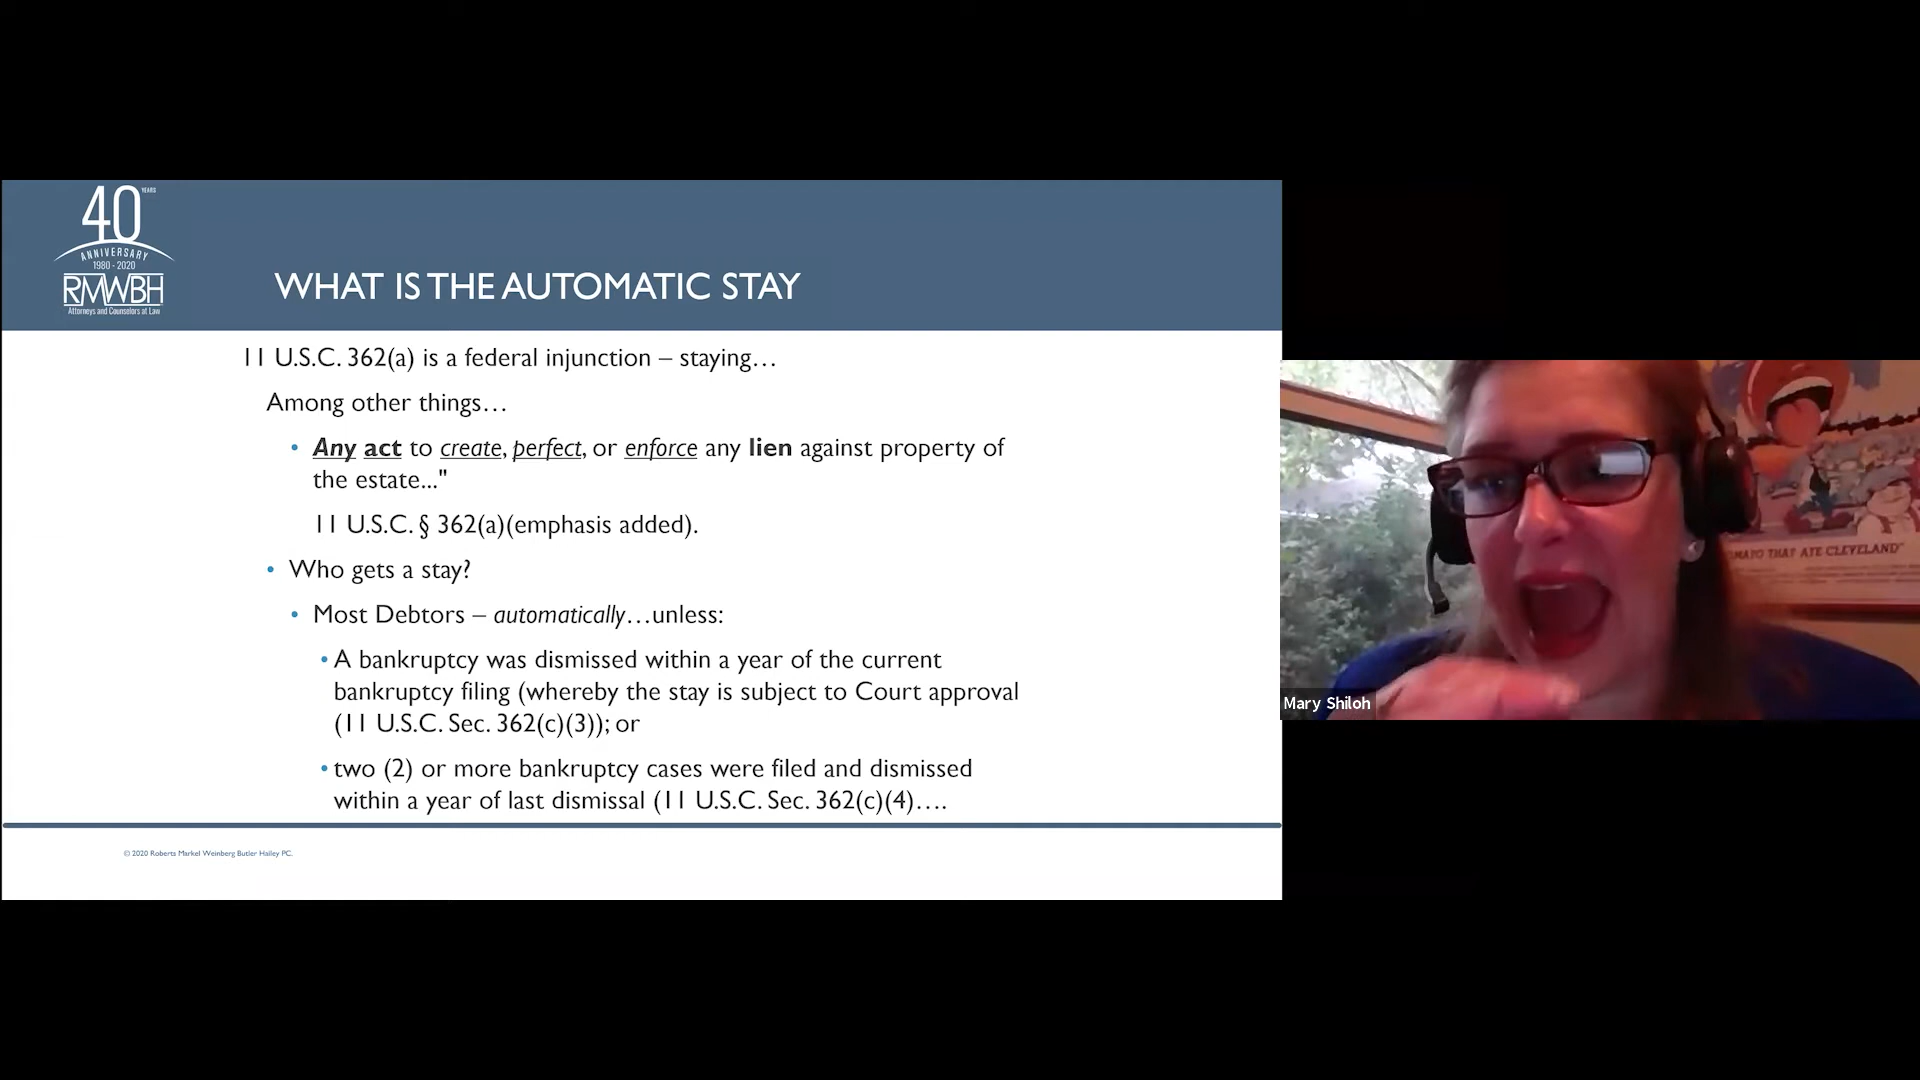 40 YEARS
ANNIVERSARY
1980 - 2020
RMWBH
Attorneys and Counselors at Law
WHAT IS THE AUTOMATIC STAY
11 U.S.C. 362(a) is a federal injunction – staying…
Among other things…
• Any act to create, perfect, or enforce any lien against property of
the estate..."
11 U.S.C. § 362(a)(emphasis added).
• Who gets a stay?
• Most Debtors – automatically…unless:
• A bankruptcy was dismissed within a year of the current
bankruptcy filing (whereby the stay is subject to Court approval
(11 U.S.C. Sec. 362(c)(3)); or
• two (2) or more bankruptcy cases were filed and dismissed
within a year of last dismissal (11 U.S.C. Sec. 362(c)(4)….
© 2020 Roberts Markel Weinberg Butler Hailey PC.
THAT ATE CLEVELAND"
Mary Shiloh